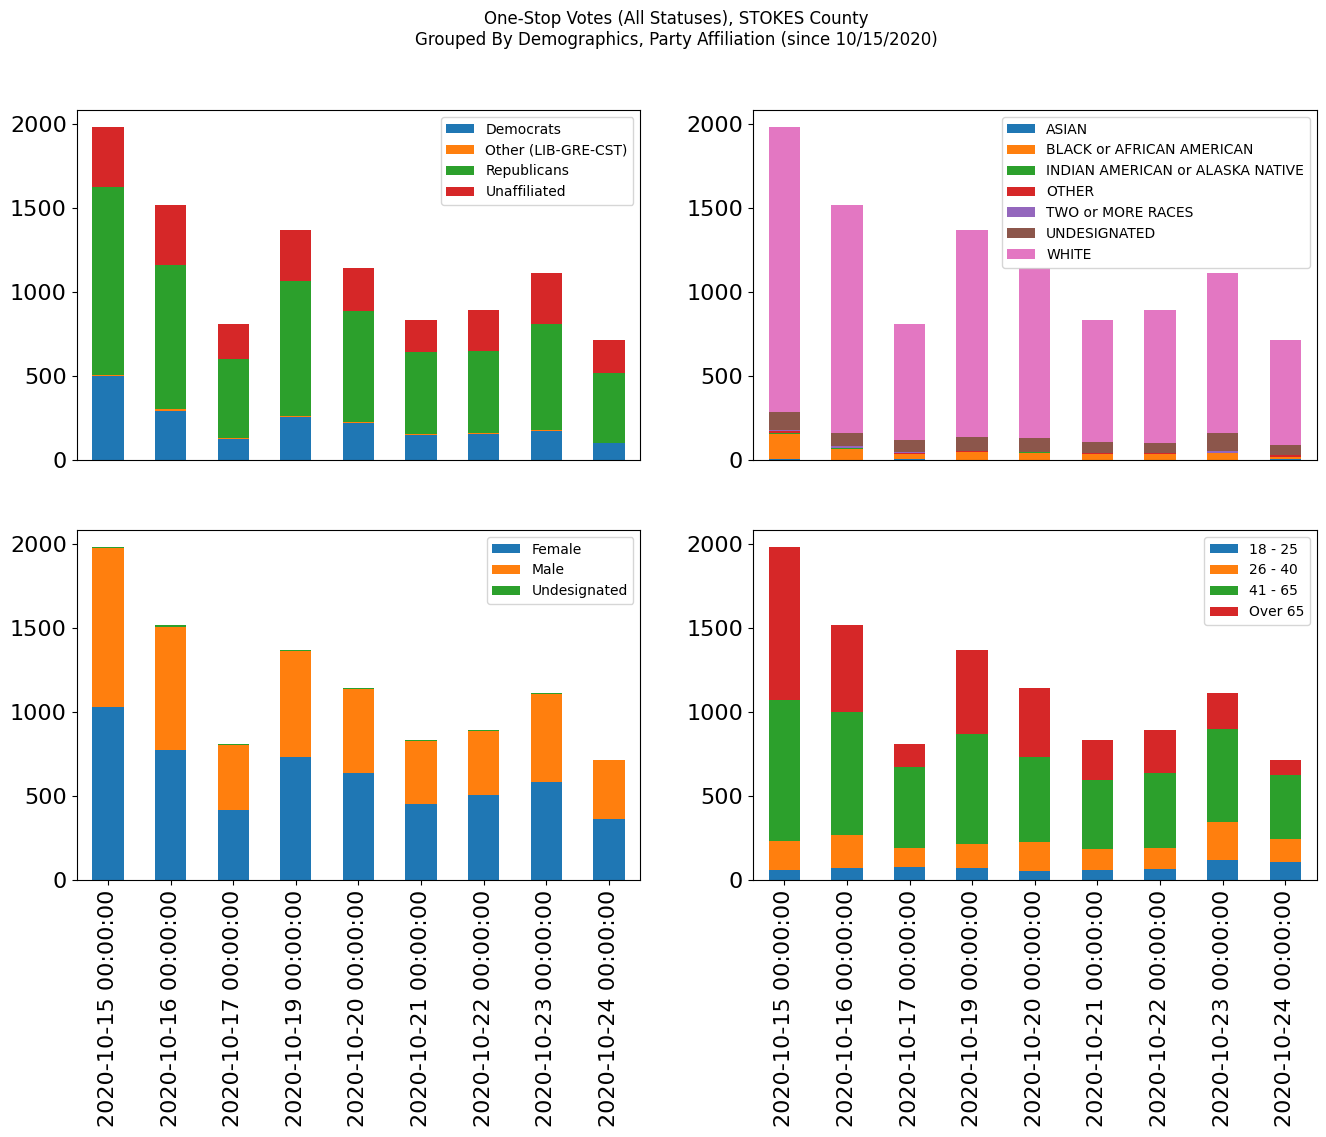 One-Stop Votes (All Statuses), STOKES County
Grouped By Demographics, Party Affiliation (since 10/15/2020)
2000
1500
1000
500
0
Democrats
Other (LIB-GRE-CST)
Republicans
Unaffiliated
2000
1500
1000
500
0
ASIAN
BLACK or AFRICAN AMERICAN
INDIAN AMERICAN or ALASKA NATIVE
OTHER
TWO or MORE RACES
UNDESIGNATED
WHITE
2000
1500
1000
500
0
Female
Male
Undesignated
2020-10-15 00:00:00
2020-10-16 00:00:00
2020-10-17 00:00:00
2020-10-19 00:00:00
2020-10-20 00:00:00
2020-10-21 00:00:00
2020-10-22 00:00:00
2020-10-23 00:00:00
2020-10-24 00:00:00
2000
1500
1000
500
0
18 - 25
26 - 40
41 - 65
Over 65
2020-10-15 00:00:00
2020-10-16 00:00:00
2020-10-17 00:00:00
2020-10-19 00:00:00
2020-10-20 00:00:00
2020-10-21 00:00:00
2020-10-22 00:00:00
2020-10-23 00:00:00
2020-10-24 00:00:00